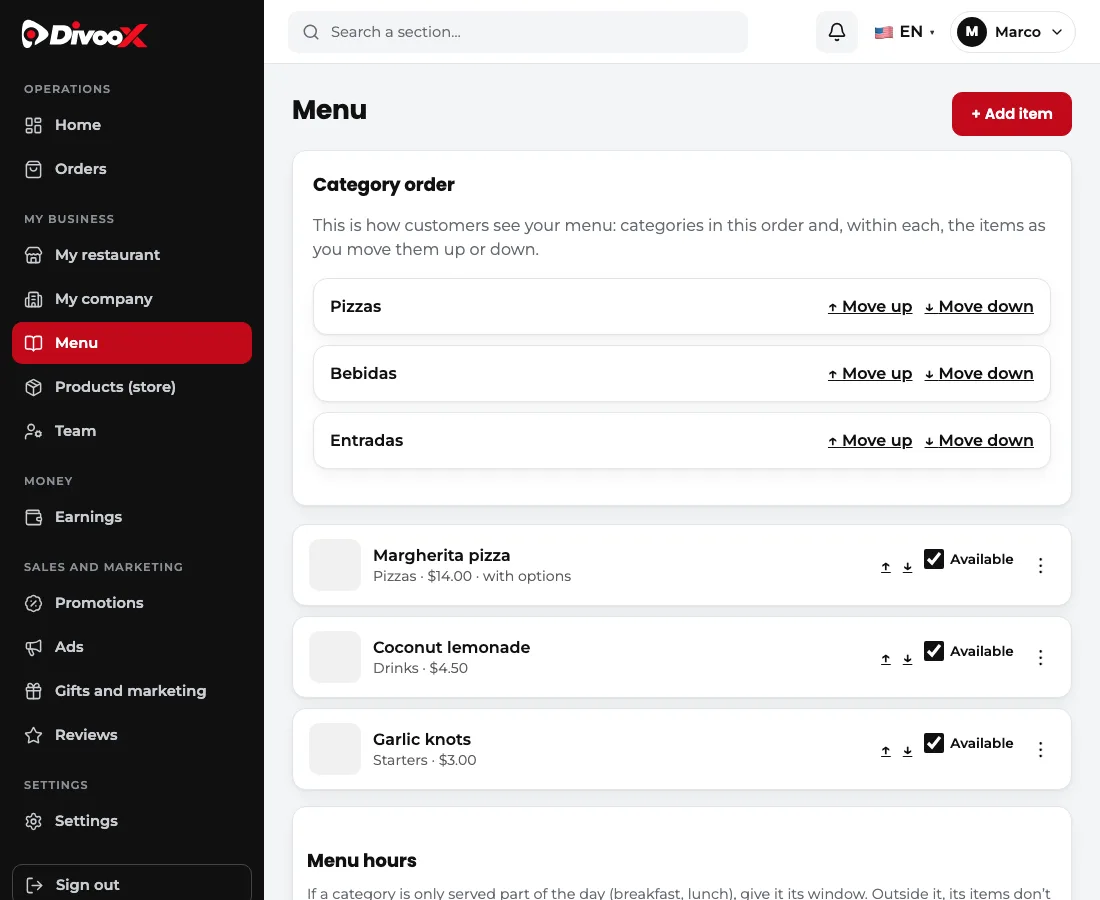 DivooX
Search a section...
EN
M
Marco
OPERATIONS
Home
Orders
MY BUSINESS
My restaurant
My company
Menu
Products (store)
Team
MONEY
Earnings
SALES AND MARKETING
Promotions
Ads
Gifts and marketing
Reviews
SETTINGS
Settings
Sign out
Menu
+ Add item
Category order
This is how customers see your menu: categories in this order and, within each, the items as
you move them up or down.
Pizzas ↑ Move up ↓ Move down
Bebidas ↑ Move up ↓ Move down
Entradas ↑ Move up ↓ Move down
Margherita pizza
Pizzas · $14.00 · with options
↑ ↓ Available
Coconut lemonade
Drinks · $4.50
↑ ↓ Available
Garlic knots
Starters · $3.00
↑ ↓ Available
Menu hours
If a category is only served part of the day (breakfast, lunch), give it its window. Outside it, its items don't